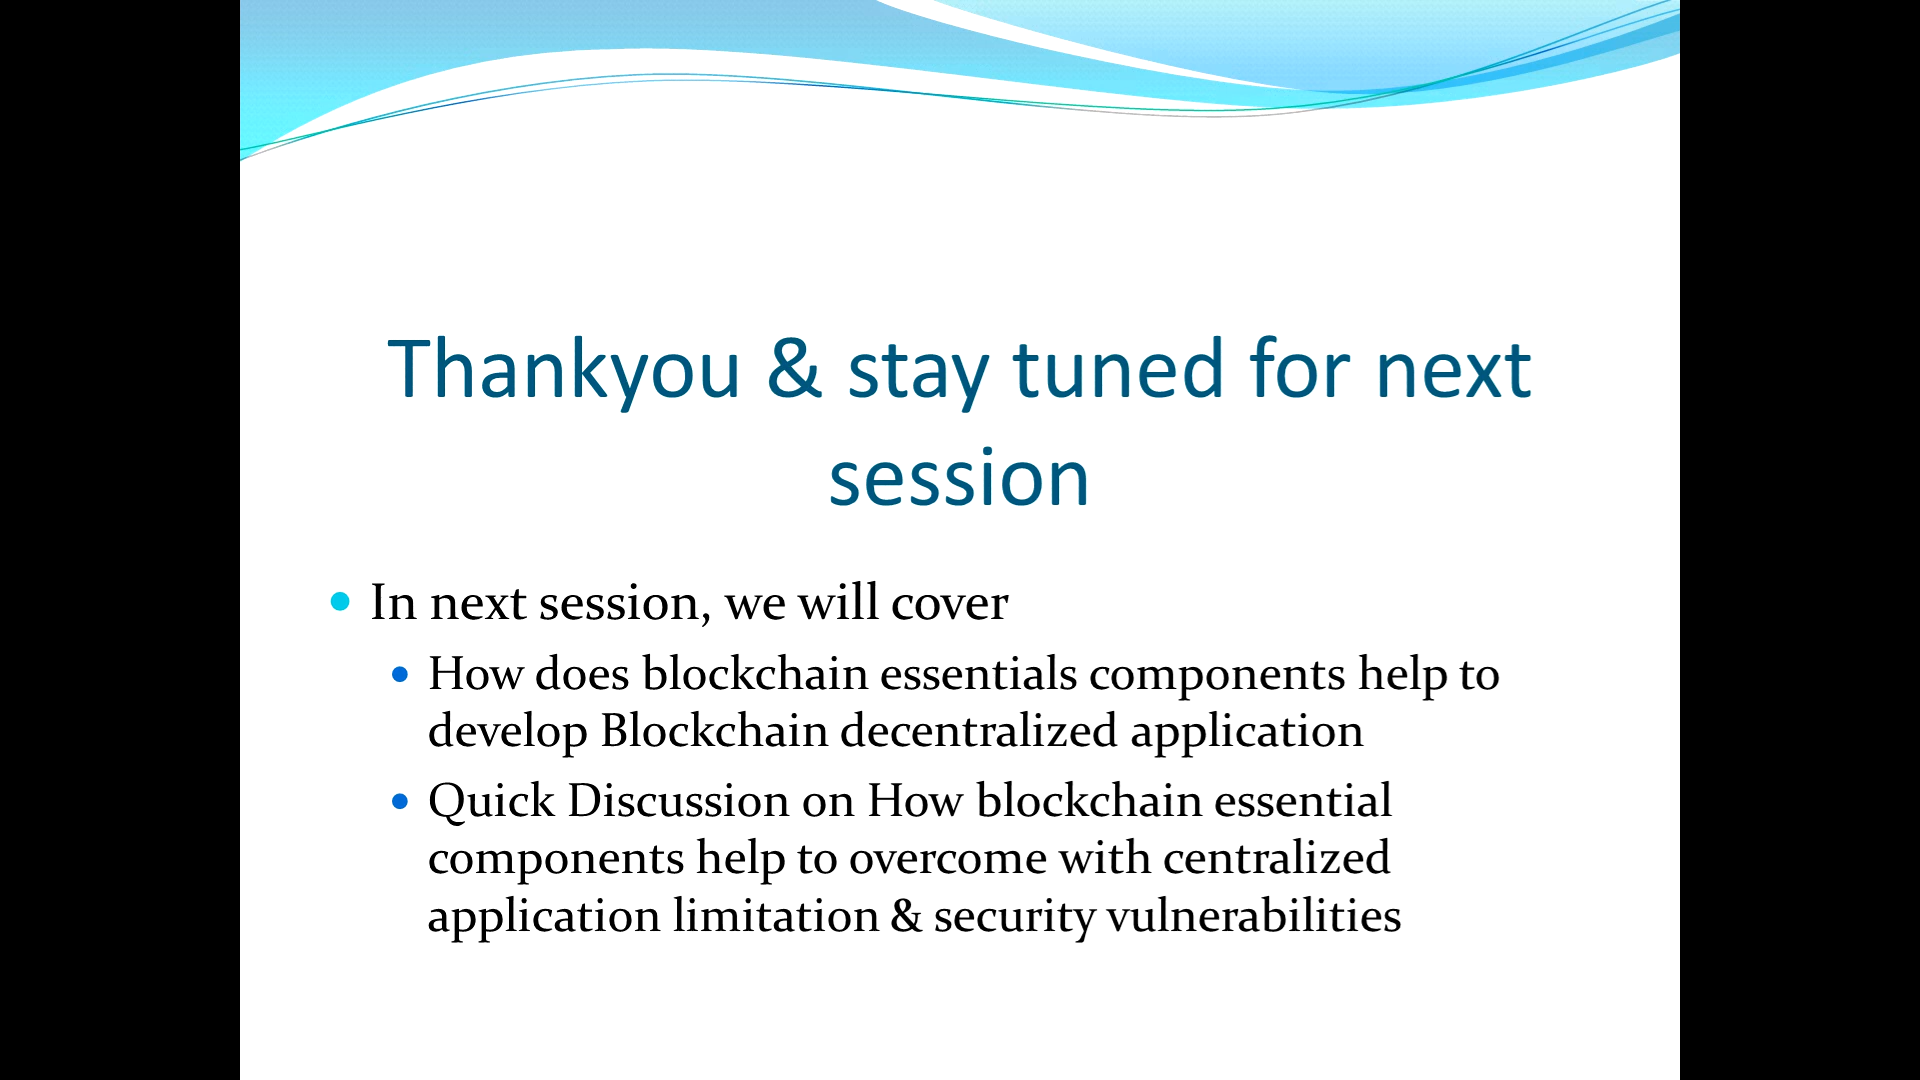 Thankyou & stay tuned for next
session
In next session, we will cover
How does blockchain essentials components help to
develop Blockchain decentralized application
Quick Discussion on How blockchain essential
components help to overcome with centralized
application limitation & security vulnerabilities